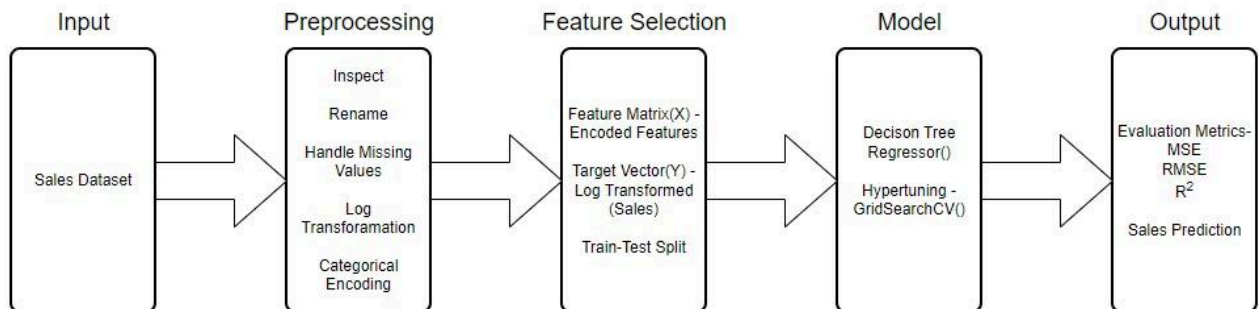 Input
Sales Dataset
Preprocessing
Inspect
Rename
Handle Missing
Values
Log
Transforamation
Categorical
Encoding
Feature Selection
Feature Matrix(X) -
Encoded Features
Target Vector(Y) -
Log Transformed
(Sales)
Train-Test Split
Model
Decison Tree
Regressor()
Hypertuning -
GridSearchCV()
Output
Evaluation Metrics-
MSE
RMSE
R²
Sales Prediction